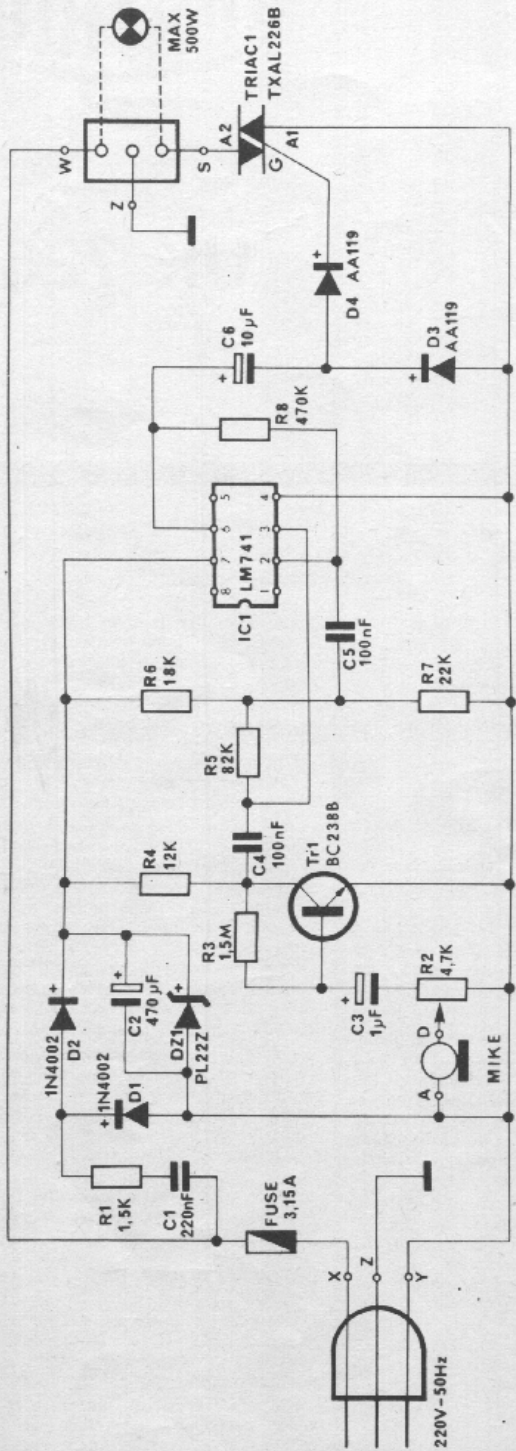 220V-50Hz
X
Z
Y
FUSE
3,15A
R1
1,5K
C1
220nF
1N4002
D2
+
+
1N4002
D1
C2
470µF
+
DZ1
+
PL22Z
A
D
MIKE
R2
4,7K
C3
1µF
+
R3
1,5M
R4
12K
C4
100nF
Tr1
BC238B
R5
82K
R6
18K
R7
22K
C5
100nF
IC1
LM741
8
7
6
5
1
2
3
4
R8
470K
C6
10µF
+
D3
AA119
+
D4
AA119
+
W
Z
S
MAX
500W
A2
G
A1
TRIAC1
TXAL226B